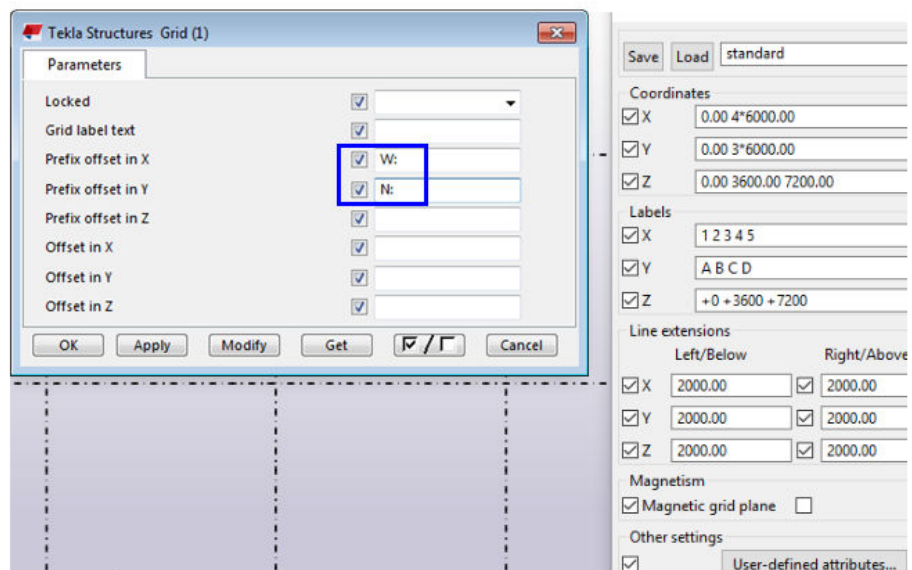 Tekla Structures Grid (1)
Parameters
Locked
Grid label text
Prefix offset in X W:
Prefix offset in Y N:
Prefix offset in Z
Offset in X
Offset in Y
Offset in Z
OK Apply Modify Get / Cancel
Save Load standard
Coordinates
X 0.00 4*6000.00
Y 0.00 3*6000.00
Z 0.00 3600.00 7200.00
Labels
X 1 2 3 4 5
Y A B C D
Z +0 +3600 +7200
Line extensions
Left/Below Right/Above
X 2000.00 2000.00
Y 2000.00 2000.00
Z 2000.00 2000.00
Magnetism
Magnetic grid plane
Other settings
User-defined attributes...